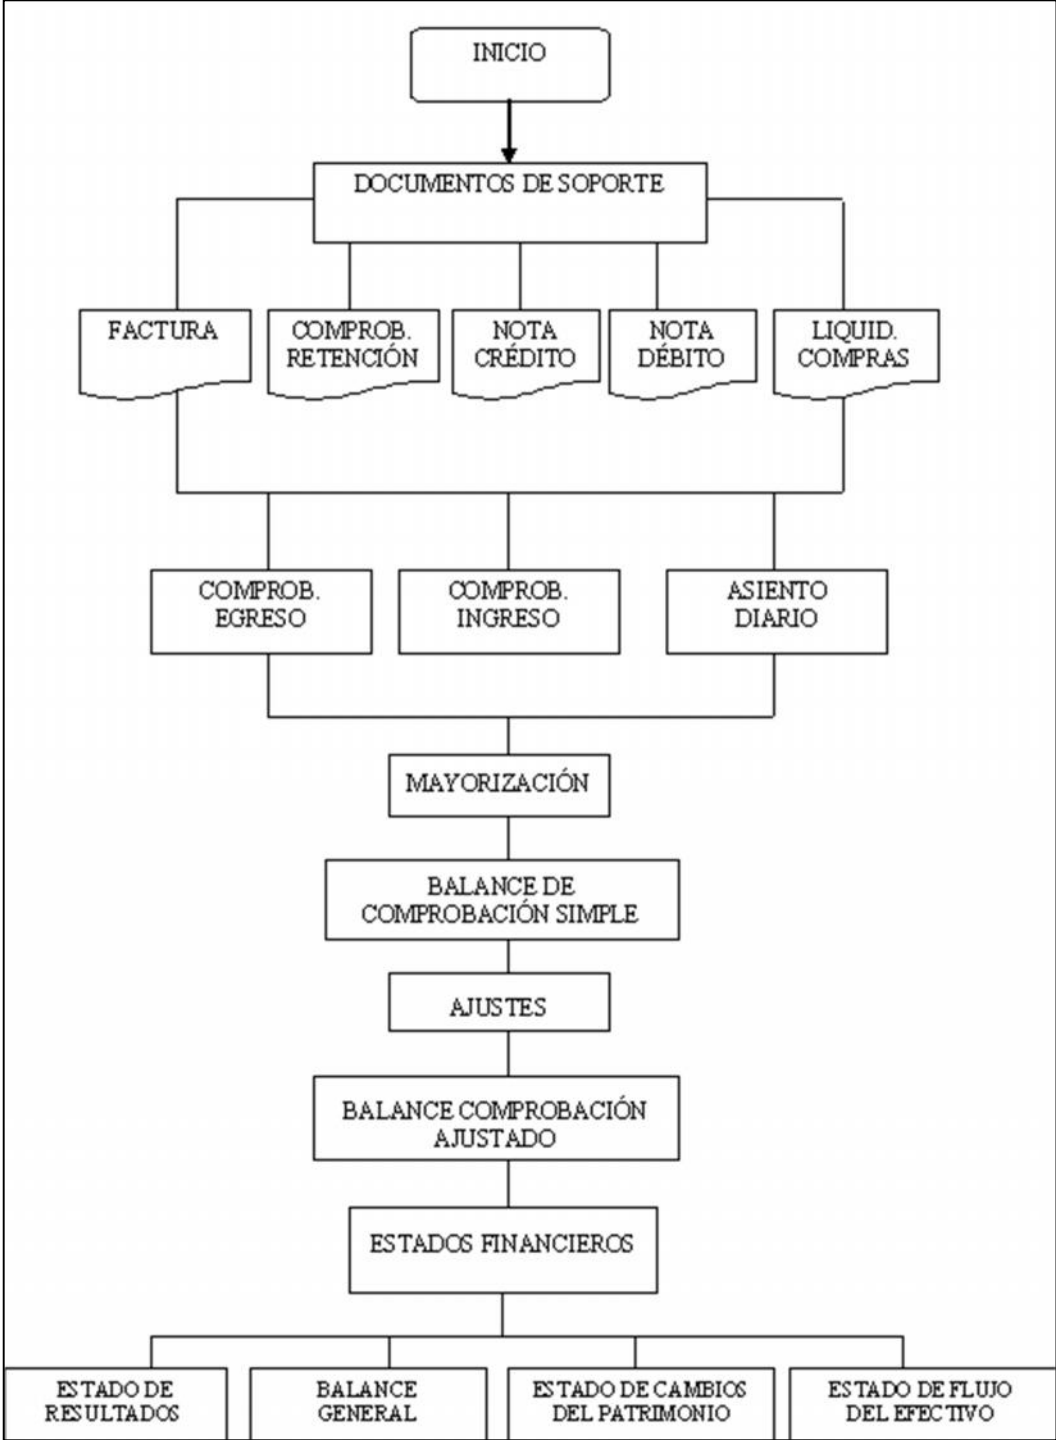 INICIO
DOCUMENTOS DE SOPORTE
FACTURA
COMPROB.
RETENCIÓN
NOTA
CRÉDITO
NOTA
DÉBITO
LIQUID.
COMPRAS
COMPROB.
EGRESO
COMPROB.
INGRESO
ASIENTO
DIARIO
MAYORIZACIÓN
BALANCE DE
COMPROBACIÓN SIMPLE
AJUSTES
BALANCE COMPROBACIÓN
AJUSTADO
ESTADOS FINANCIEROS
ESTADO DE
RESULTADOS
BALANCE
GENERAL
ESTADO DE CAMBIOS
DEL PATRIMONIO
ESTADO DE FLUJO
DEL EFECTIVO